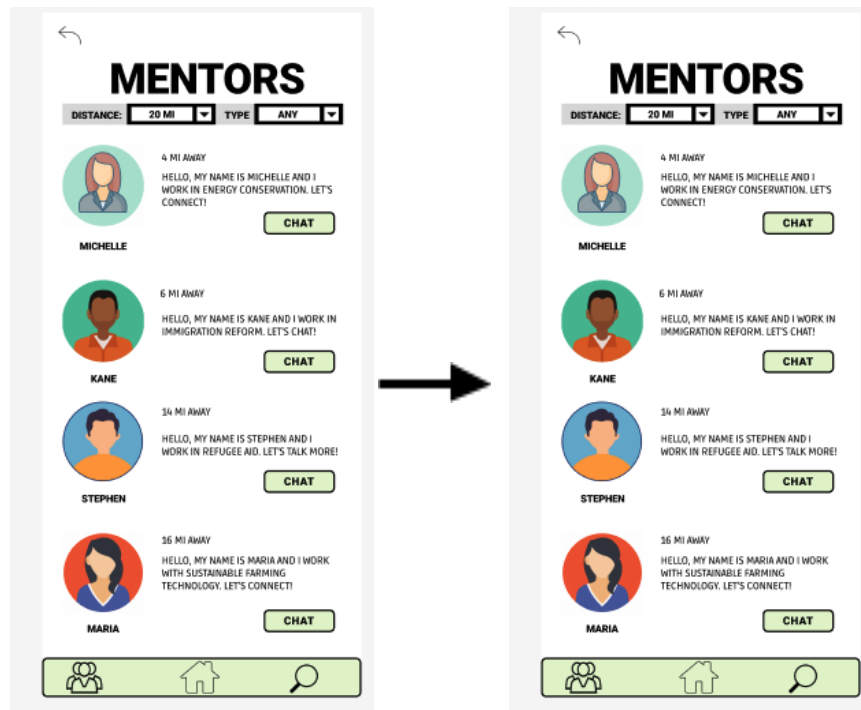 MENTORS
DISTANCE: 20 MI TYPE ANY
4 MI AWAY
HELLO, MY NAME IS MICHELLE AND I
WORK IN ENERGY CONSERVATION. LET'S
CONNECT!
CHAT
MICHELLE
6 MI AWAY
HELLO, MY NAME IS KANE AND I WORK IN
IMMIGRATION REFORM. LET'S CHAT!
CHAT
KANE
14 MI AWAY
HELLO, MY NAME IS STEPHEN AND I
WORK IN REFUGEE AID. LET'S TALK MORE!
CHAT
STEPHEN
16 MI AWAY
HELLO, MY NAME IS MARIA AND I WORK
WITH SUSTAINABLE FARMING
TECHNOLOGY. LET'S CONNECT!
CHAT
MARIA
MENTORS
DISTANCE: 20 MI TYPE ANY
4 MI AWAY
HELLO, MY NAME IS MICHELLE AND I
WORK IN ENERGY CONSERVATION. LET'S
CONNECT!
CHAT
MICHELLE
6 MI AWAY
HELLO, MY NAME IS KANE AND I WORK IN
IMMIGRATION REFORM. LET'S CHAT!
CHAT
KANE
14 MI AWAY
HELLO, MY NAME IS STEPHEN AND I
WORK IN REFUGEE AID. LET'S TALK MORE!
CHAT
STEPHEN
16 MI AWAY
HELLO, MY NAME IS MARIA AND I WORK
WITH SUSTAINABLE FARMING
TECHNOLOGY. LET'S CONNECT!
CHAT
MARIA